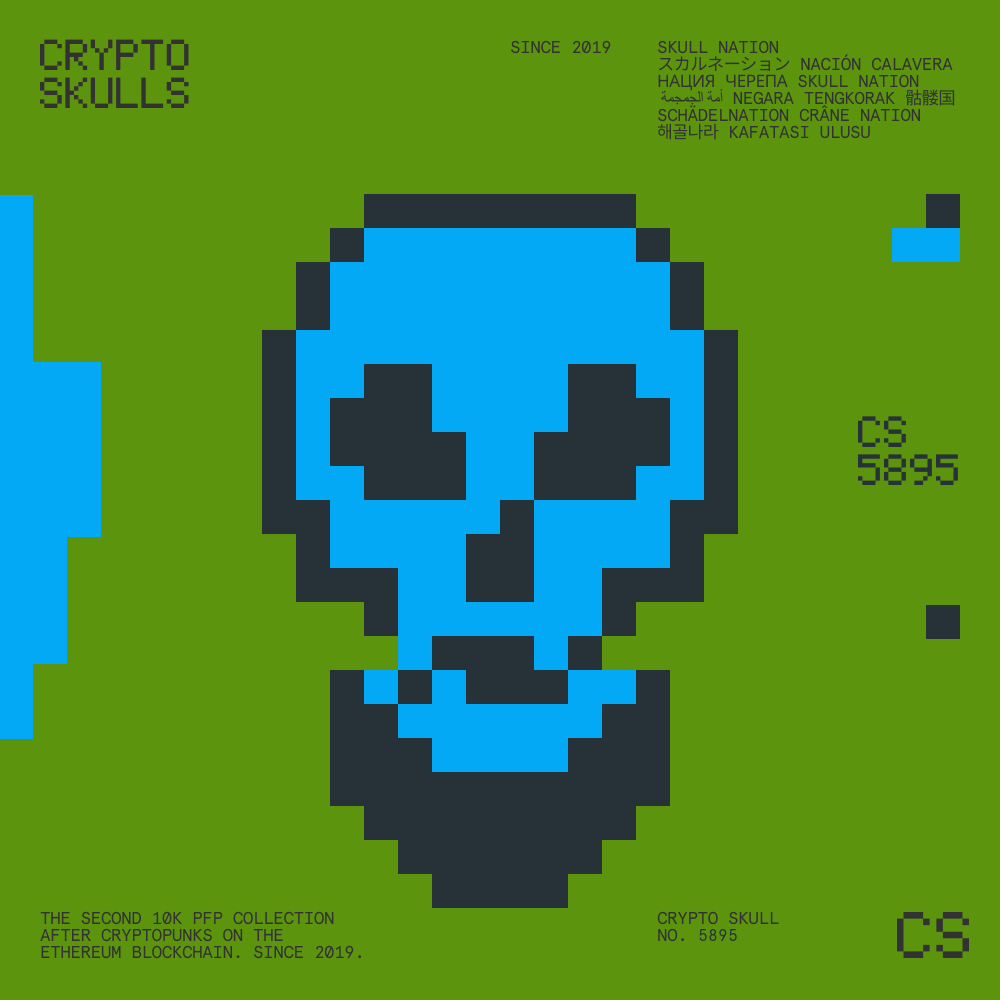 CRYPTO
SKULLS
SINCE 2019
SKULL NATION
スカルネーション NACIÓN CALAVERA
НАЦИЯ ЧЕРЕПА SKULL NATION
أمة الجمجمة NEGARA TENGKORAK 骷髅国
SCHÄDELNATION CRÂNE NATION
해골나라 KAFATASI ULUSU
CS
5895
THE SECOND 10K PFP COLLECTION
AFTER CRYPTOPUNKS ON THE
ETHEREUM BLOCKCHAIN. SINCE 2019.
CRYPTO SKULL
NO. 5895
CS